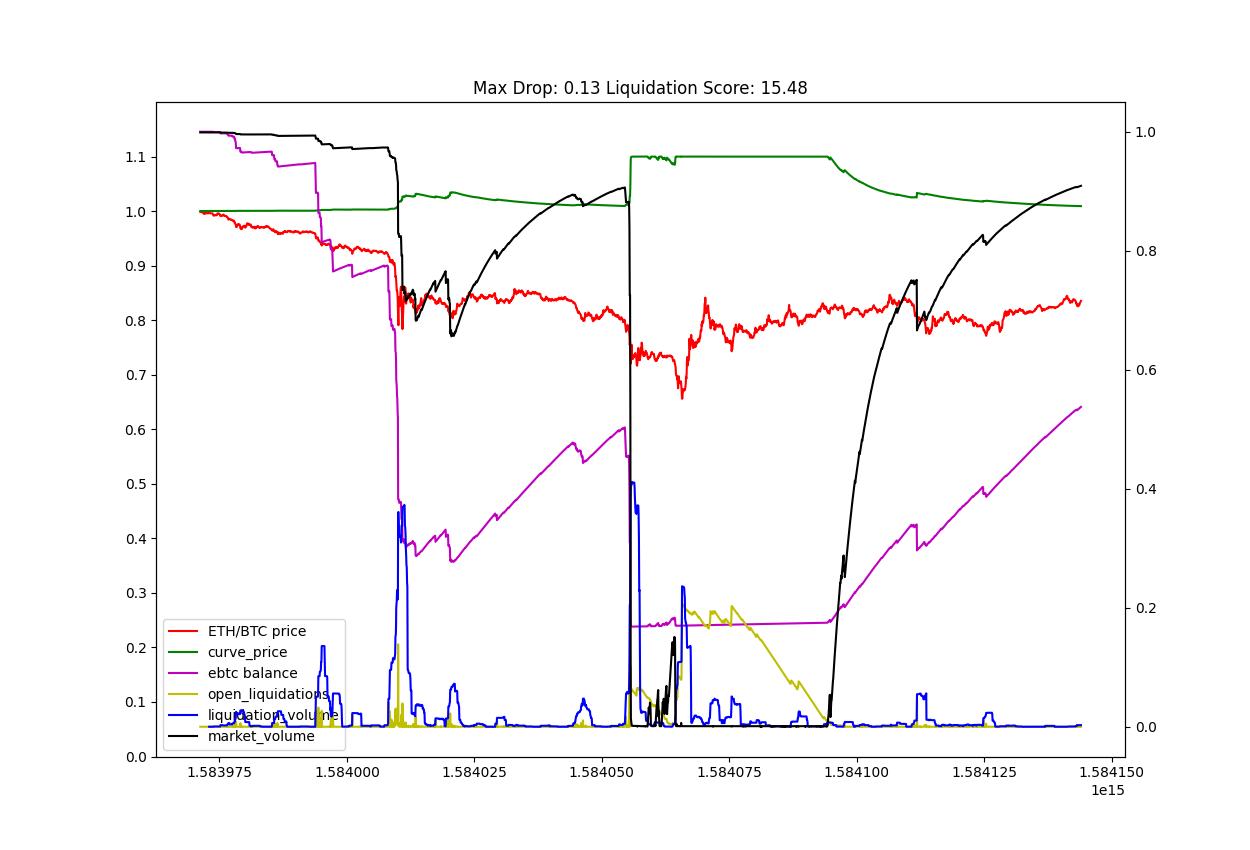 Max Drop: 0.13 Liquidation Score: 15.48
1.1
1.0
0.9
0.8
0.7
0.6
0.5
0.4
0.3
0.2
0.1
0.0
1.0
0.8
0.6
0.4
0.2
0.0
ETH/BTC price
curve_price
ebtc balance
open_liquidations
liquidation_volume
market_volume
1.583975 1.584000 1.584025 1.584050 1.584075 1.584100 1.584125 1.584150
1e15